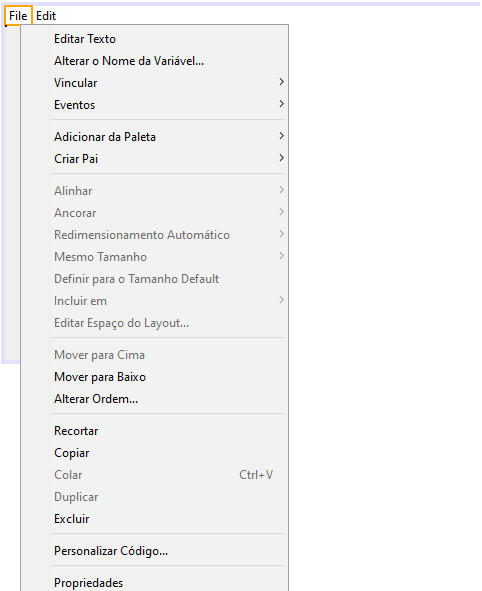 File Edit
Editar Texto
Alterar o Nome da Variável...
Vincular
Eventos
Adicionar da Paleta
Criar Pai
Alinhar
Ancorar
Redimensionamento Automático
Mesmo Tamanho
Definir para o Tamanho Default
Incluir em
Editar Espaço do Layout...
Mover para Cima
Mover para Baixo
Alterar Ordem...
Recortar
Copiar
Colar Ctrl+V
Duplicar
Excluir
Personalizar Código...
Propriedades